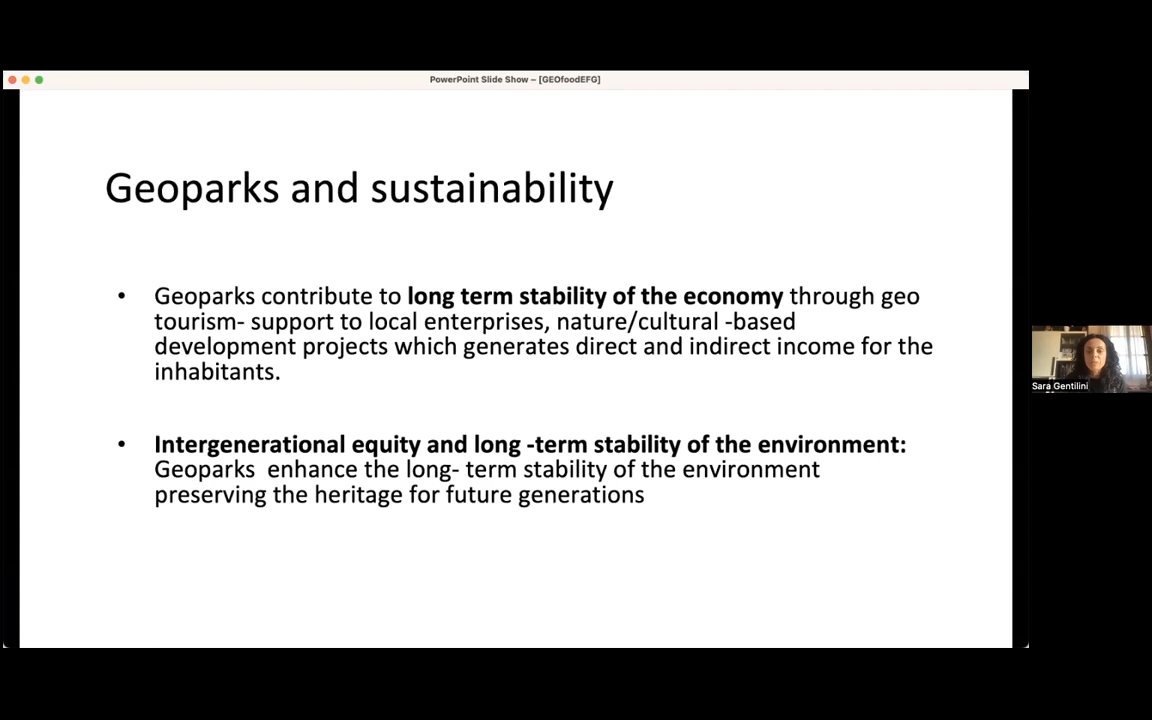 PowerPoint Slide Show – [GEOfoodEFG]
Geoparks and sustainability
• Geoparks contribute to long term stability of the economy through geo
tourism- support to local enterprises, nature/cultural -based
development projects which generates direct and indirect income for the
inhabitants.
• Intergenerational equity and long -term stability of the environment:
Geoparks  enhance the long- term stability of the environment
preserving the heritage for future generations
Sara Gentilini